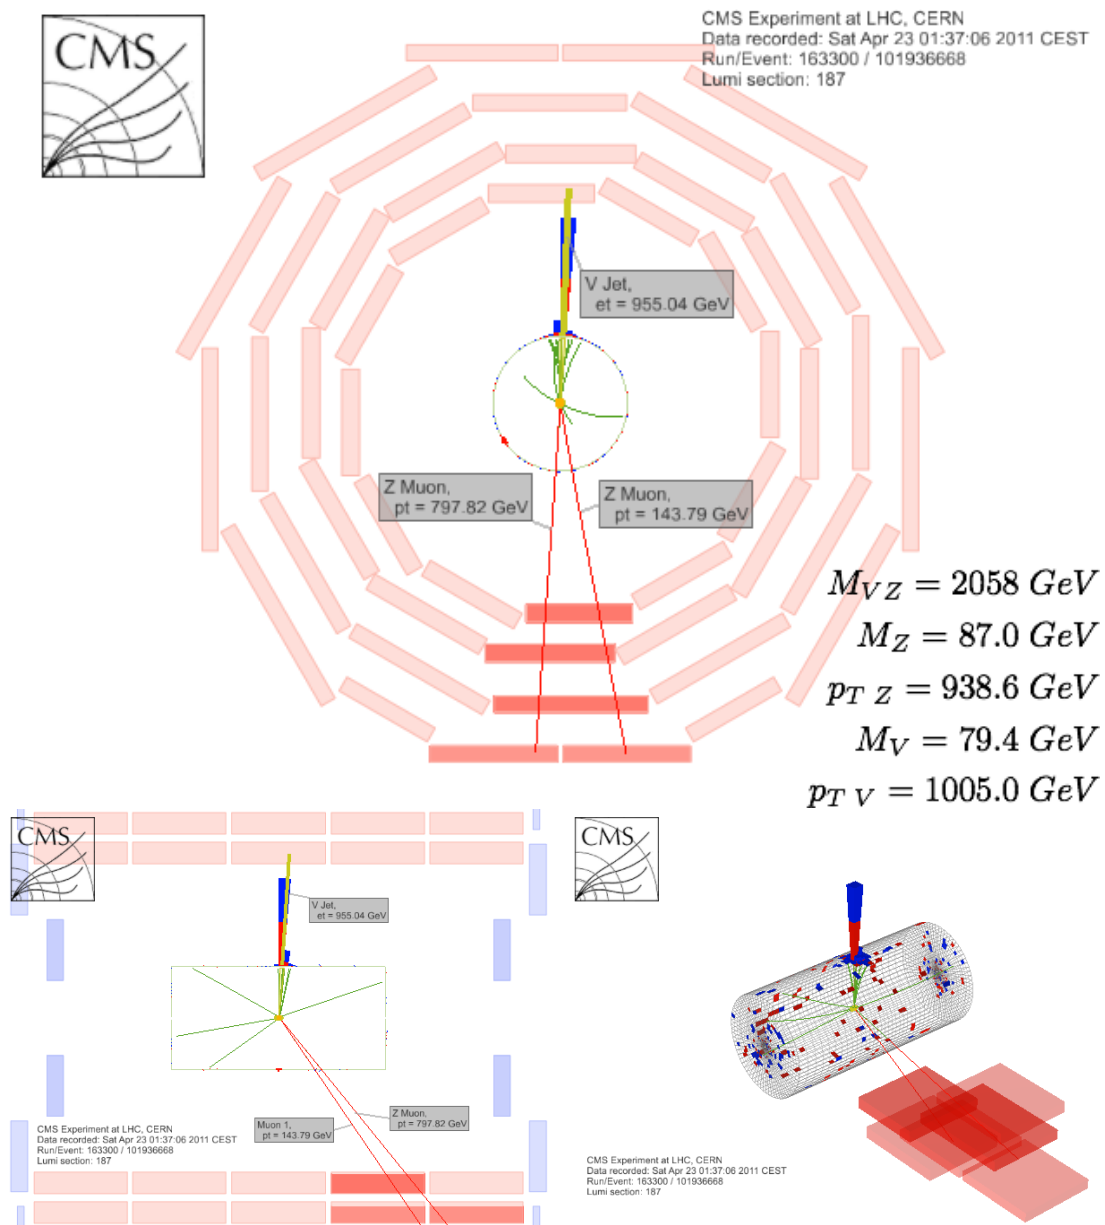 CMS
CMS Experiment at LHC, CERN
Data recorded: Sat Apr 23 01:37:06 2011 CEST
Run/Event: 163300 / 101936668
Lumi section: 187
V Jet,
et = 955.04 GeV
Z Muon,
pt = 797.82 GeV
Z Muon,
pt = 143.79 GeV
M_{VZ} = 2058 GeV
M_Z = 87.0 GeV
p_{T Z} = 938.6 GeV
M_V = 79.4 GeV
p_{T V} = 1005.0 GeV
CMS
V Jet,
et = 955.04 GeV
Muon 1,
pt = 143.79 GeV
Z Muon,
pt = 797.82 GeV
CMS Experiment at LHC, CERN
Data recorded: Sat Apr 23 01:37:06 2011 CEST
Run/Event: 163300 / 101936668
Lumi section: 187
CMS
CMS Experiment at LHC, CERN
Data recorded: Sat Apr 23 01:37:06 2011 CEST
Run/Event: 163300 / 101936668
Lumi section: 187